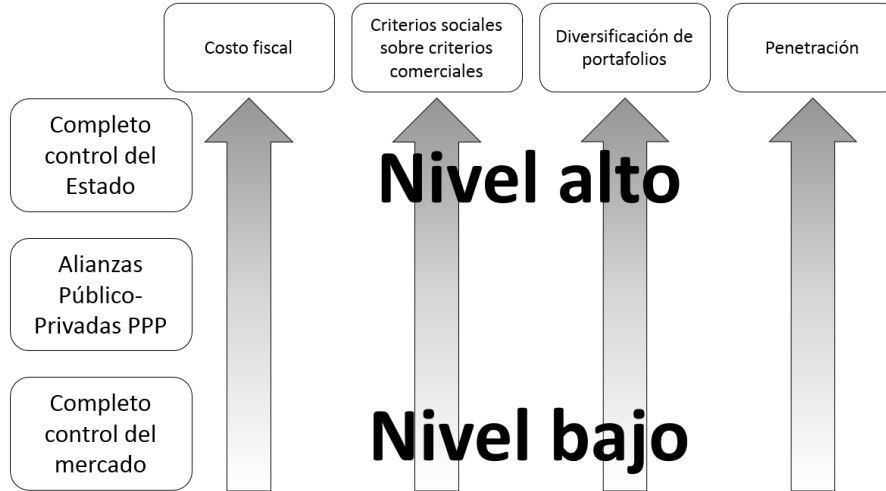 Costo fiscal
Criterios sociales
sobre criterios
comerciales
Diversificación de
portafolios
Penetración
Completo
control del
Estado
Nivel alto
Alianzas
Público-
Privadas PPP
Completo
control del
mercado
Nivel bajo